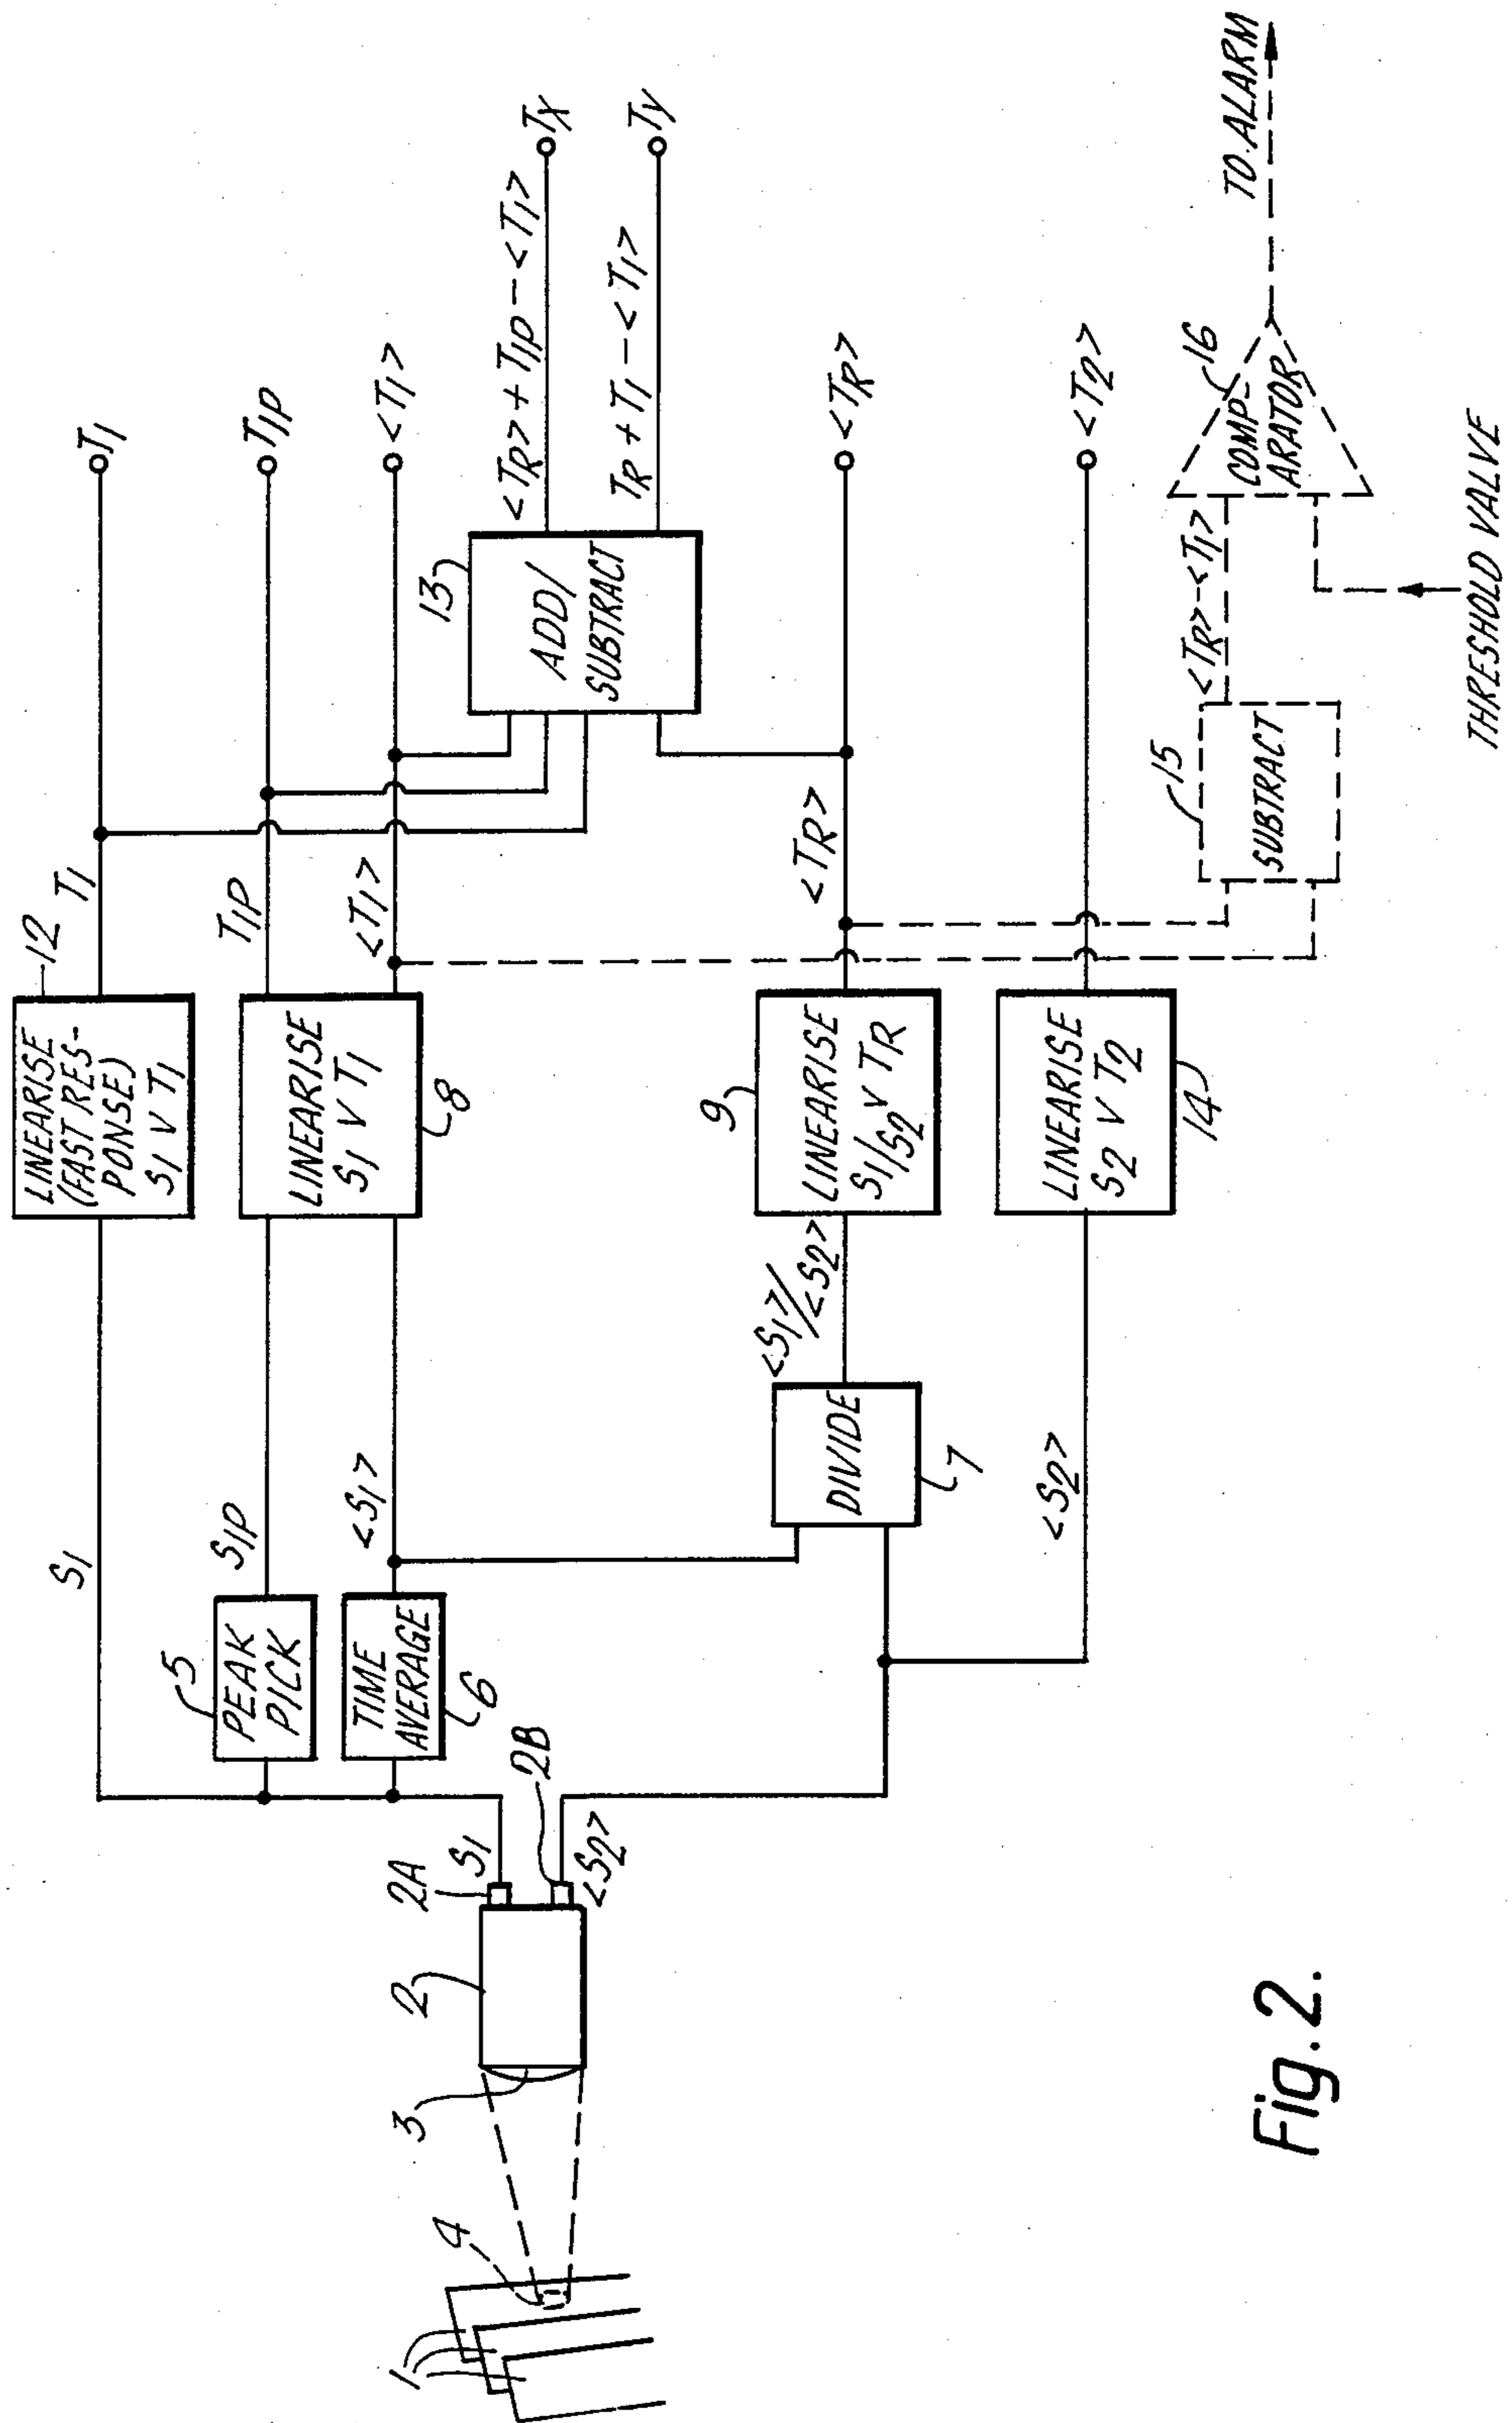 1
4
3
2
2A
2B
S1
<S2>
S1
5
PEAK
PICK
S1P
TIME
AVERAGE
6
<S1>
DIVIDE
7
<S1>/<S2>
<S2>
LINEARISE
(FAST RES-
PONSE)
S1 V T1
12
T1
T1
LINEARISE
S1 V T1
8
T1P
T1P
<T1>
<T1>
9
LINEARISE
S1/S2 V TR
<TR>
<TR>
LINEARISE
S2 V T2
14
<T2>
13
ADD/
SUBTRACT
<TR>+T1P-<T1>
TX
TR+T1-<T1>
TY
15
SUBTRACT
<TR>-<T1>
16
COMP-
ARATOR
TO ALARM
THRESHOLD VALVE
Fig. 2.